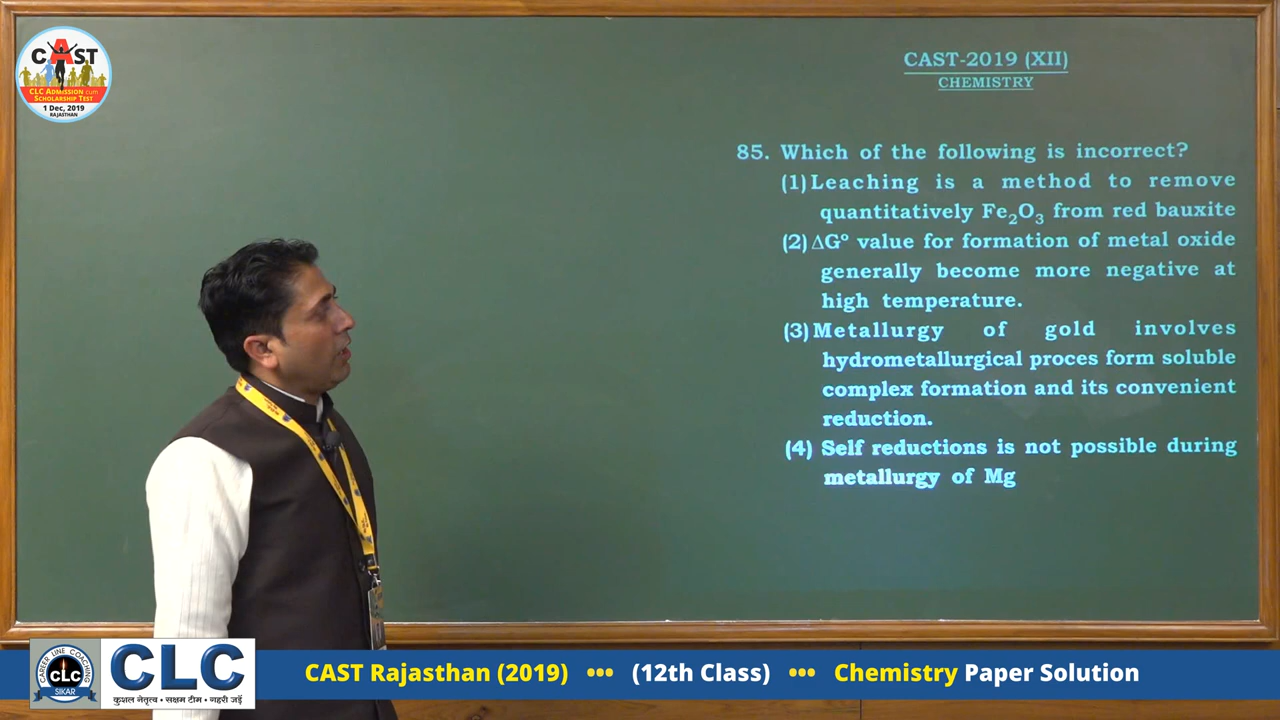 CAST
CLC ADMISSION cum
SCHOLARSHIP TEST
1 Dec, 2019
RAJASTHAN
CAST-2019 (XII)
CHEMISTRY
85. Which of the following is incorrect?
(1) Leaching is a method to remove
quantitatively Fe₂O₃ from red bauxite
(2) ΔG° value for formation of metal oxide
generally become more negative at
high temperature.
(3) Metallurgy of gold involves
hydrometallurgical proces form soluble
complex formation and its convenient
reduction.
(4) Self reductions is not possible during
metallurgy of Mg
CAREER LINE COACHING
CLC
SIKAR
CLC
कुशल नेतृत्व • सक्षम टीम • गहरी जड़ें
CAST Rajasthan (2019) ••• (12th Class) ••• Chemistry Paper Solution